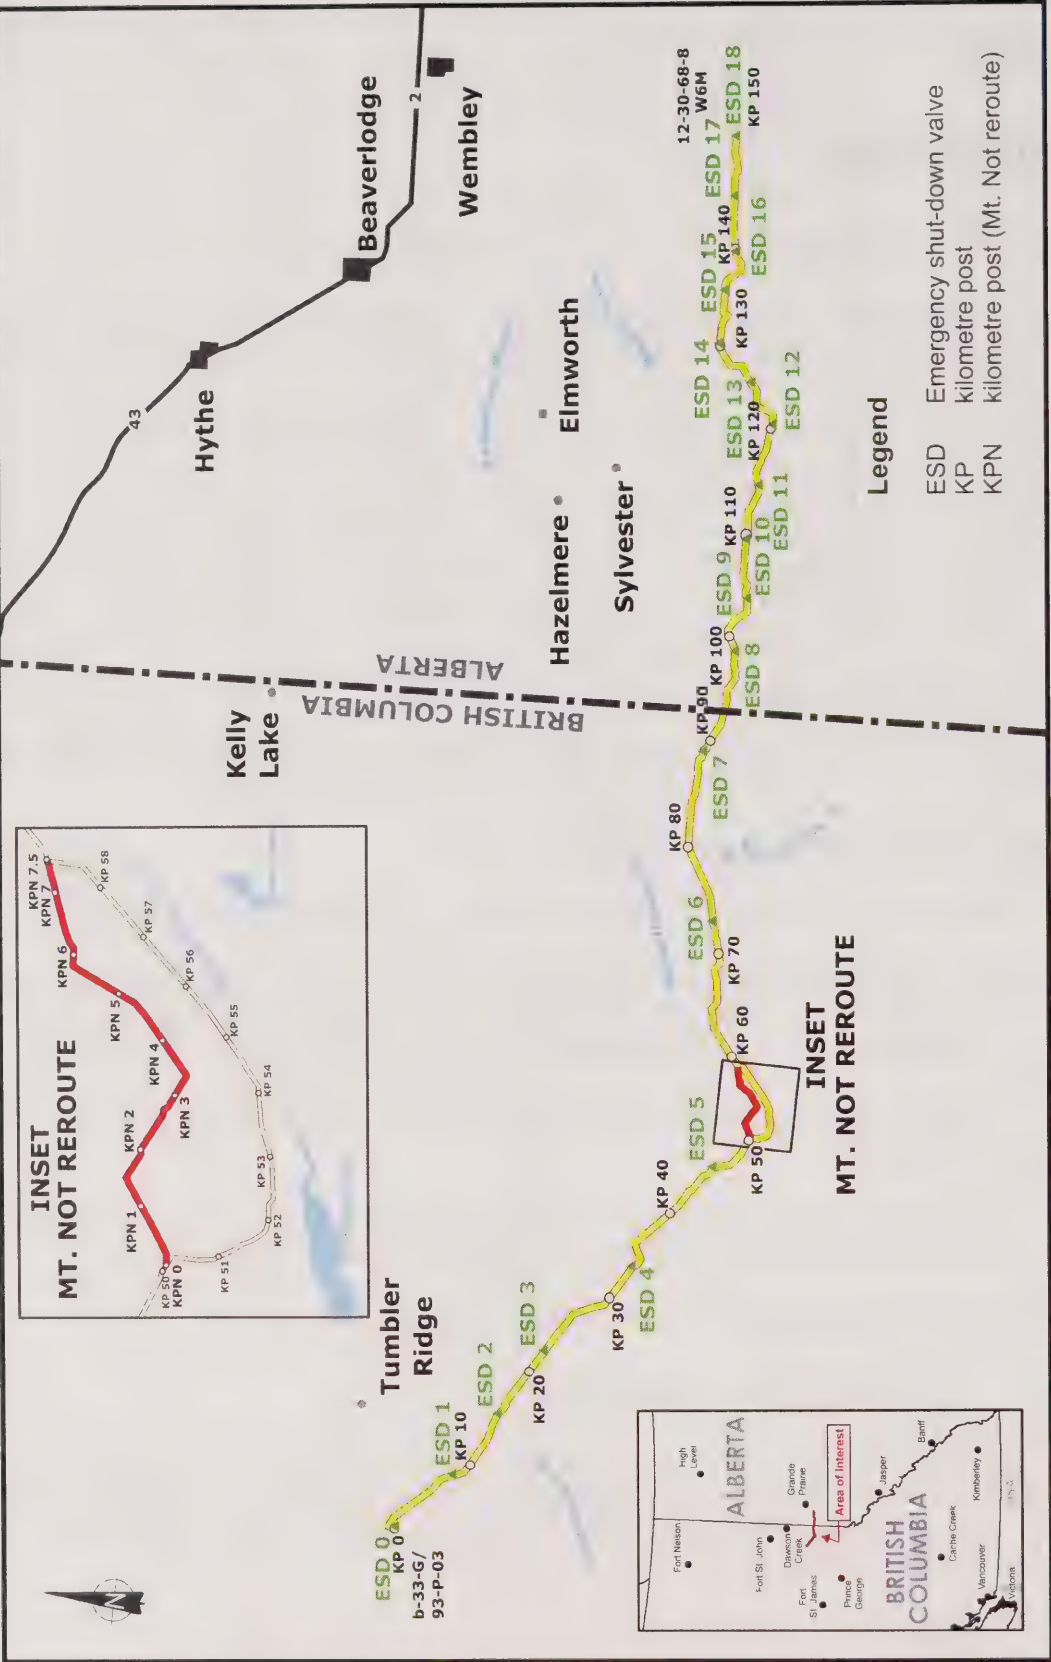 N
INSET
MT. NOT REROUTE
KP 50
KPN 0
KPN 1
KPN 2
KPN 3
KPN 4
KPN 5
KPN 6
KPN 7
KPN 7.5
KP 51
KP 52
KP 53
KP 54
KP 55
KP 56
KP 57
KP 58
43
2
Hythe
Beaverlodge
Wembley
Kelly
Lake
BRITISH COLUMBIA
ALBERTA
Hazelmere
Elmworth
Sylvester
Tumbler
Ridge
ESD 0
KP 0
b-33-G/
93-P-03
ESD 1
KP 10
ESD 2
KP 20
ESD 3
KP 30
ESD 4
KP 40
ESD 5
KP 50
INSET
MT. NOT REROUTE
KP 60
KP 70
ESD 6
KP 80
ESD 7
KP 90
ESD 8
KP 100
ESD 9
ESD 10
KP 110
ESD 11
KP 120
ESD 12
ESD 13
ESD 14
KP 130
ESD 15
KP 140
ESD 16
ESD 17
ESD 18
KP 150
12-30-68-8
W6M
Legend
ESD Emergency shut-down valve
KP kilometre post
KPN kilometre post (Mt. Not reroute)
ALBERTA
BRITISH
COLUMBIA
High
Level
Fort Nelson
Fort St. John
Dawson
Creek
Grande
Prairie
Fort
St. James
Prince
George
Area of Interest
Jasper
Banff
Cache Creek
Kimberley
Vancouver
Victoria